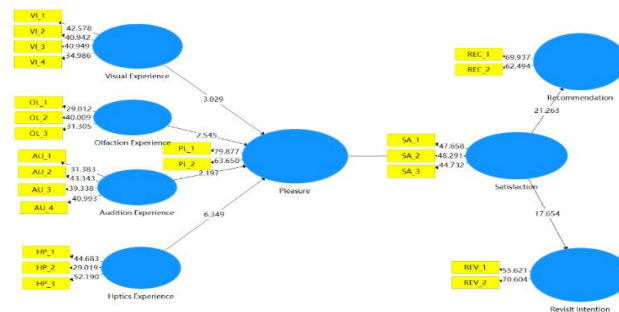 VI_1
42.578
VI_2
40.942
VI_3
40.949
VI_4
34.986
Visual Experience
3.029
OL_1
29.012
OL_2
40.009
OL_3
31.305
Olfaction Experience
2.545
AU_1
31.383
AU_2
43.343
AU_3
39.338
AU_4
40.993
Audition Experience
2.197
HP_1
44.683
HP_2
29.019
HP_3
52.190
Hptics Experience
6.349
PL_1
79.877
PL_2
63.650
Pleasure
SA_1
47.658
SA_2
48.291
SA_3
44.732
Satisfaction
21.263
17.654
REC_1
69.937
REC_2
62.494
Recommendation
REV_1
55.621
REV_2
70.604
Revisit Intention